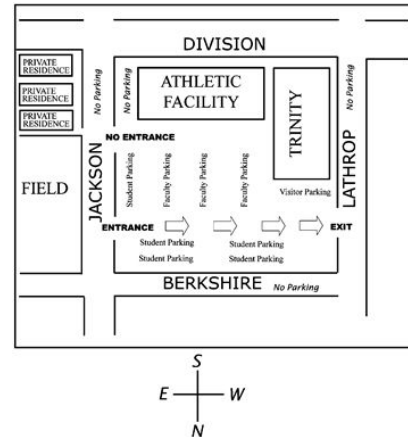 DIVISION
PRIVATE
RESIDENCE
PRIVATE
RESIDENCE
PRIVATE
RESIDENCE
No Parking
No Parking
ATHLETIC
FACILITY
TRINITY
No Parking
NO ENTRANCE
FIELD
JACKSON
Student Parking
Faculty Parking
Faculty Parking
Faculty Parking
LATHROP
Visitor Parking
ENTRANCE
EXIT
Student Parking
Student Parking
Student Parking
Student Parking
BERKSHIRE
No Parking
S
E
W
N